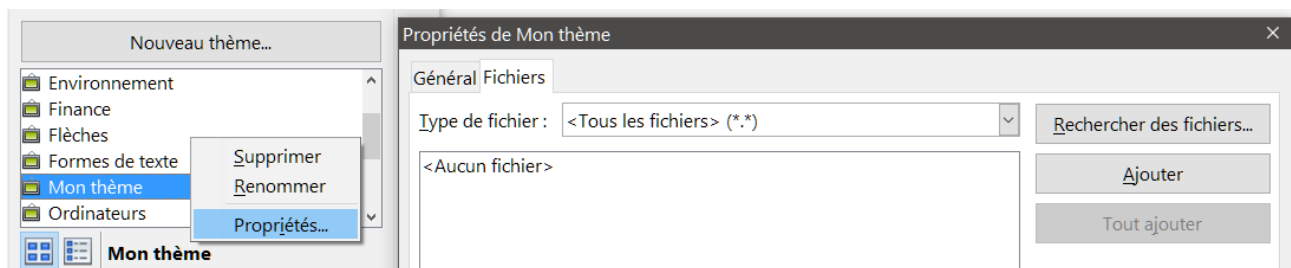 Nouveau thème...
Environnement
Finance
Flèches
Formes de texte
Mon thème
Ordinateurs
Supprimer
Renommer
Propriétés...
Mon thème
Propriétés de Mon thème
Général Fichiers
Type de fichier : <Tous les fichiers> (*.*)
<Aucun fichier>
Rechercher des fichiers...
Ajouter
Tout ajouter